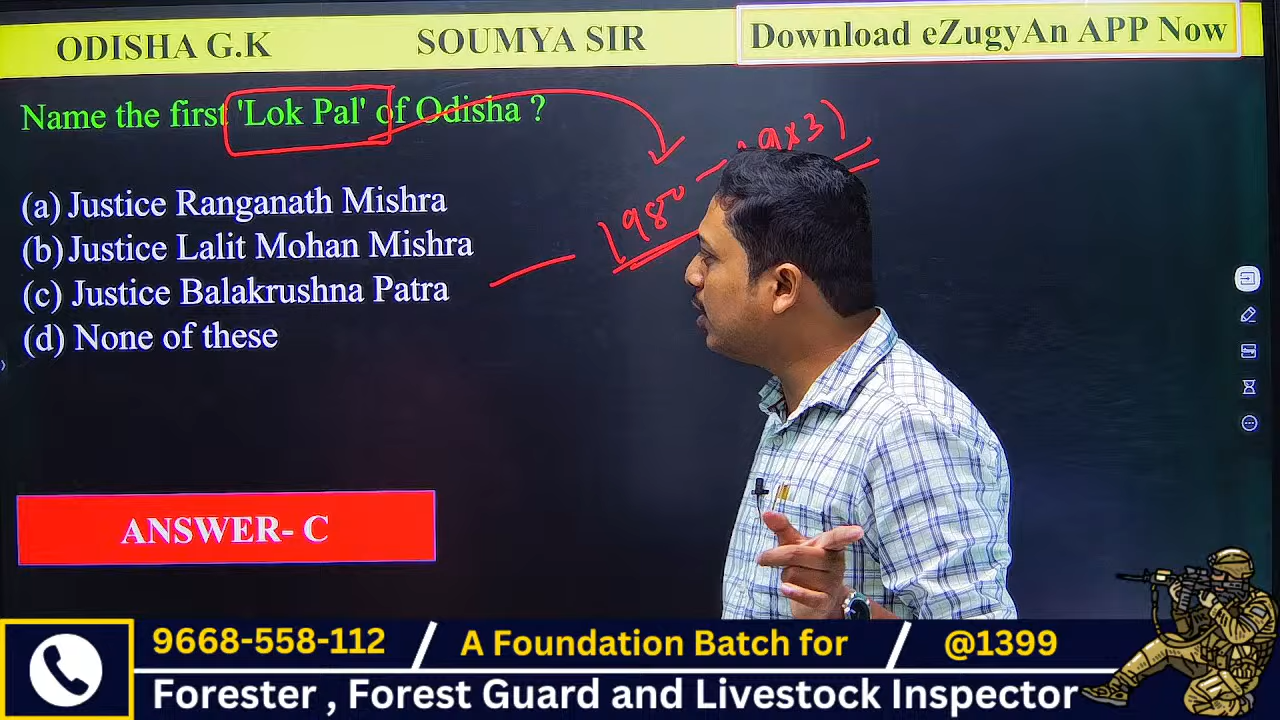 ODISHA G.K SOUMYA SIR Download eZugyAn APP Now
Name the first 'Lok Pal' of Odisha ?
(a) Justice Ranganath Mishra
(b) Justice Lalit Mohan Mishra
(c) Justice Balakrushna Patra
(d) None of these
ANSWER- C
9668-558-112 / A Foundation Batch for / @1399
Forester , Forest Guard and Livestock Inspector